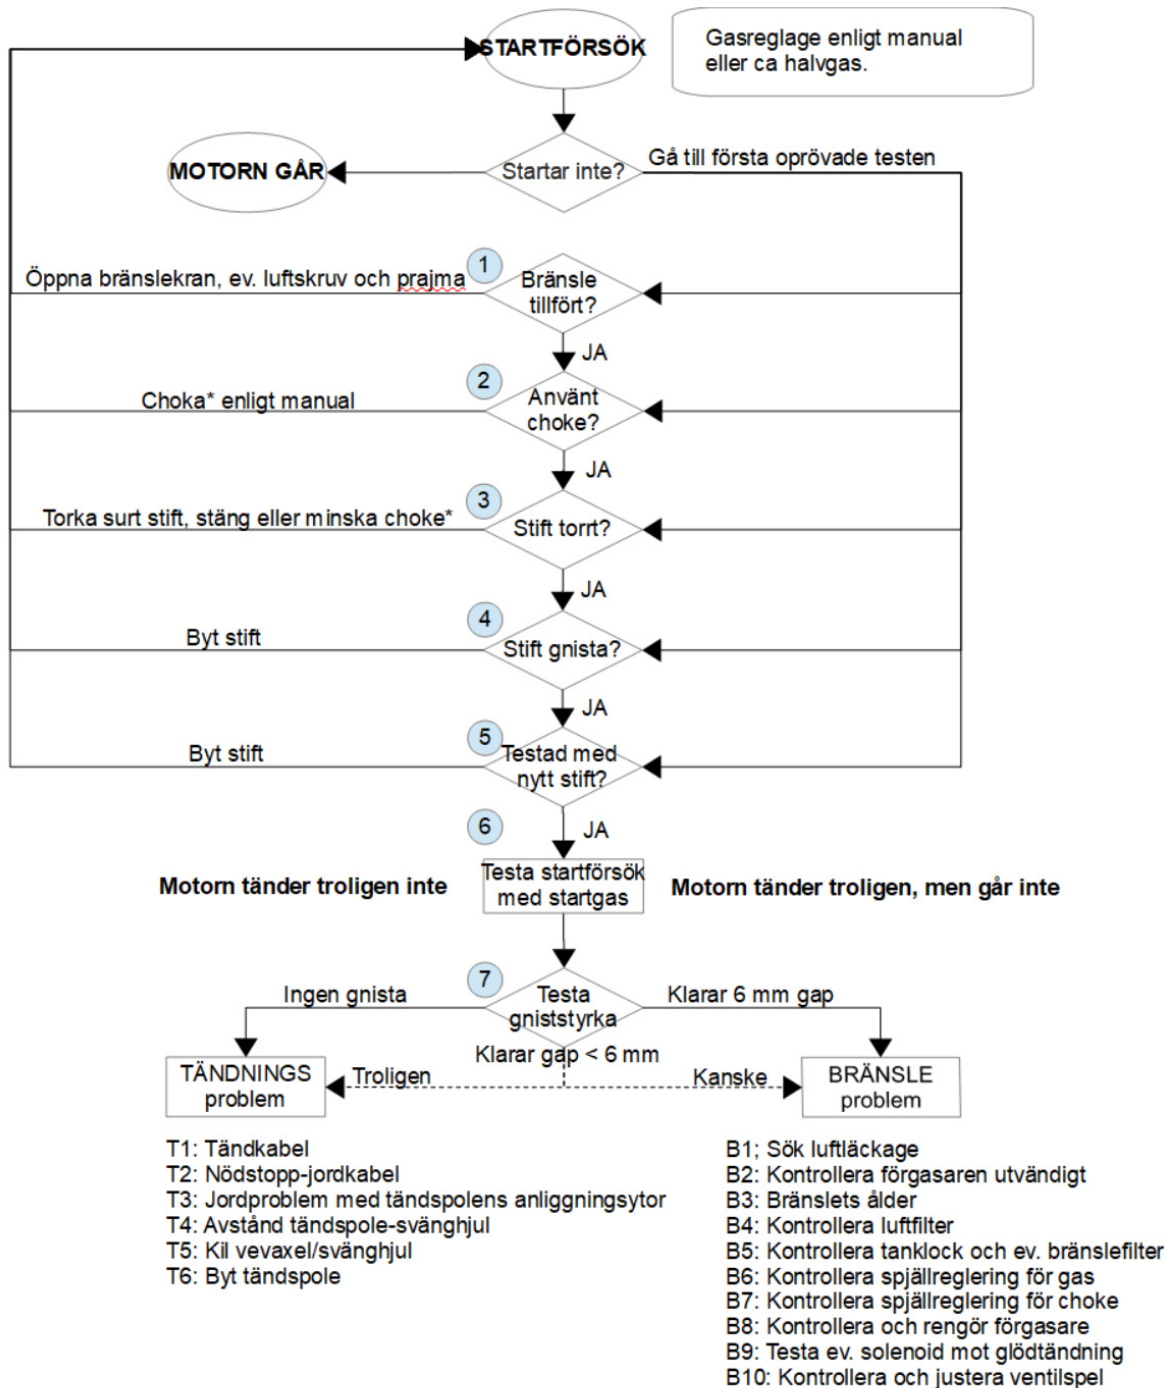 STARTFÖRSÖK
Gasreglage enligt manual
eller ca halvgas.
MOTORN GÅR
Startar inte?
Gå till första oprövade testen
Öppna bränslekran, ev. luftskruv och prajma
1
Bränsle
tillfört?
JA
Choka* enligt manual
2
Använt
choke?
JA
Torka surt stift, stäng eller minska choke*
3
Stift torrt?
JA
Byt stift
4
Stift gnista?
JA
Byt stift
5
Testad med
nytt stift?
JA
6
Testa startförsök
med startgas
Motorn tänder troligen inte
Motorn tänder troligen, men går inte
Ingen gnista
7
Testa
gniststyrka
Klarar 6 mm gap
Klarar gap < 6 mm
TÄNDNINGS
problem
Troligen
Kanske
BRÄNSLE
problem
T1: Tändkabel
T2: Nödstopp-jordkabel
T3: Jordproblem med tändspolens anliggningsytor
T4: Avstånd tändspole-svänghjul
T5: Kil vevaxel/svänghjul
T6: Byt tändspole
B1; Sök luftläckage
B2: Kontrollera förgasaren utvändigt
B3: Bränslets ålder
B4: Kontrollera luftfilter
B5: Kontrollera tanklock och ev. bränslefilter
B6: Kontrollera spjällreglering för gas
B7: Kontrollera spjällreglering för choke
B8: Kontrollera och rengör förgasare
B9: Testa ev. solenoid mot glödtändning
B10: Kontrollera och justera ventilspel